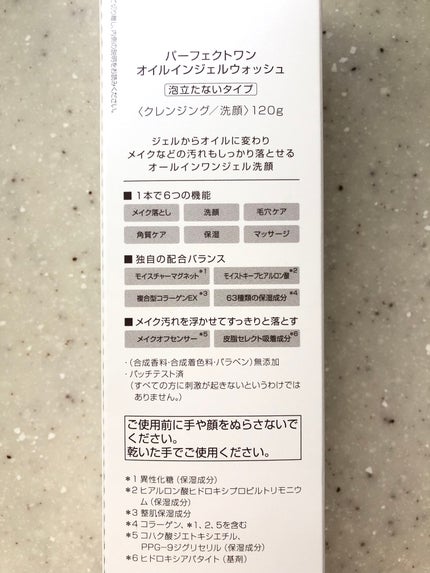 パーフェクトワン
オイルインジェルウォッシュ
泡立たないタイプ
〈クレンジング／洗顔〉120g
ジェルからオイルに変わり
メイクなどの汚れもしっかり落とせる
オールインワンジェル洗顔
■ 1本で6つの機能
メイク落とし 洗顔 毛穴ケア
角質ケア 保湿 マッサージ
■ 独自の配合バランス
モイスチャーマグネット*1 モイストキープヒアルロン酸*2
複合型コラーゲンEX*3 63種類の保湿成分*4
■ メイク汚れを浮かせてすっきりと落とす
メイクオフセンサー*5 皮脂セレクト吸着成分*6
・（合成香料・合成着色料・パラベン）無添加
・パッチテスト済
（すべての方に刺激が起きないというわけでは
ありません。）
ご使用前に手や顔をぬらさないで
ください。
乾いた手でご使用ください。
*1 異性化糖（保湿成分）
*2 ヒアルロン酸ヒドロキシプロピルトリモニウ
ム（保湿成分）
*3 整肌保湿成分
*4 コラーゲン、*1、2、5を含む
*5 コハク酸ジエトキシエチル、
PPG-9ジグリセリル（保湿成分）
*6 ヒドロキシアパタイト（基剤）